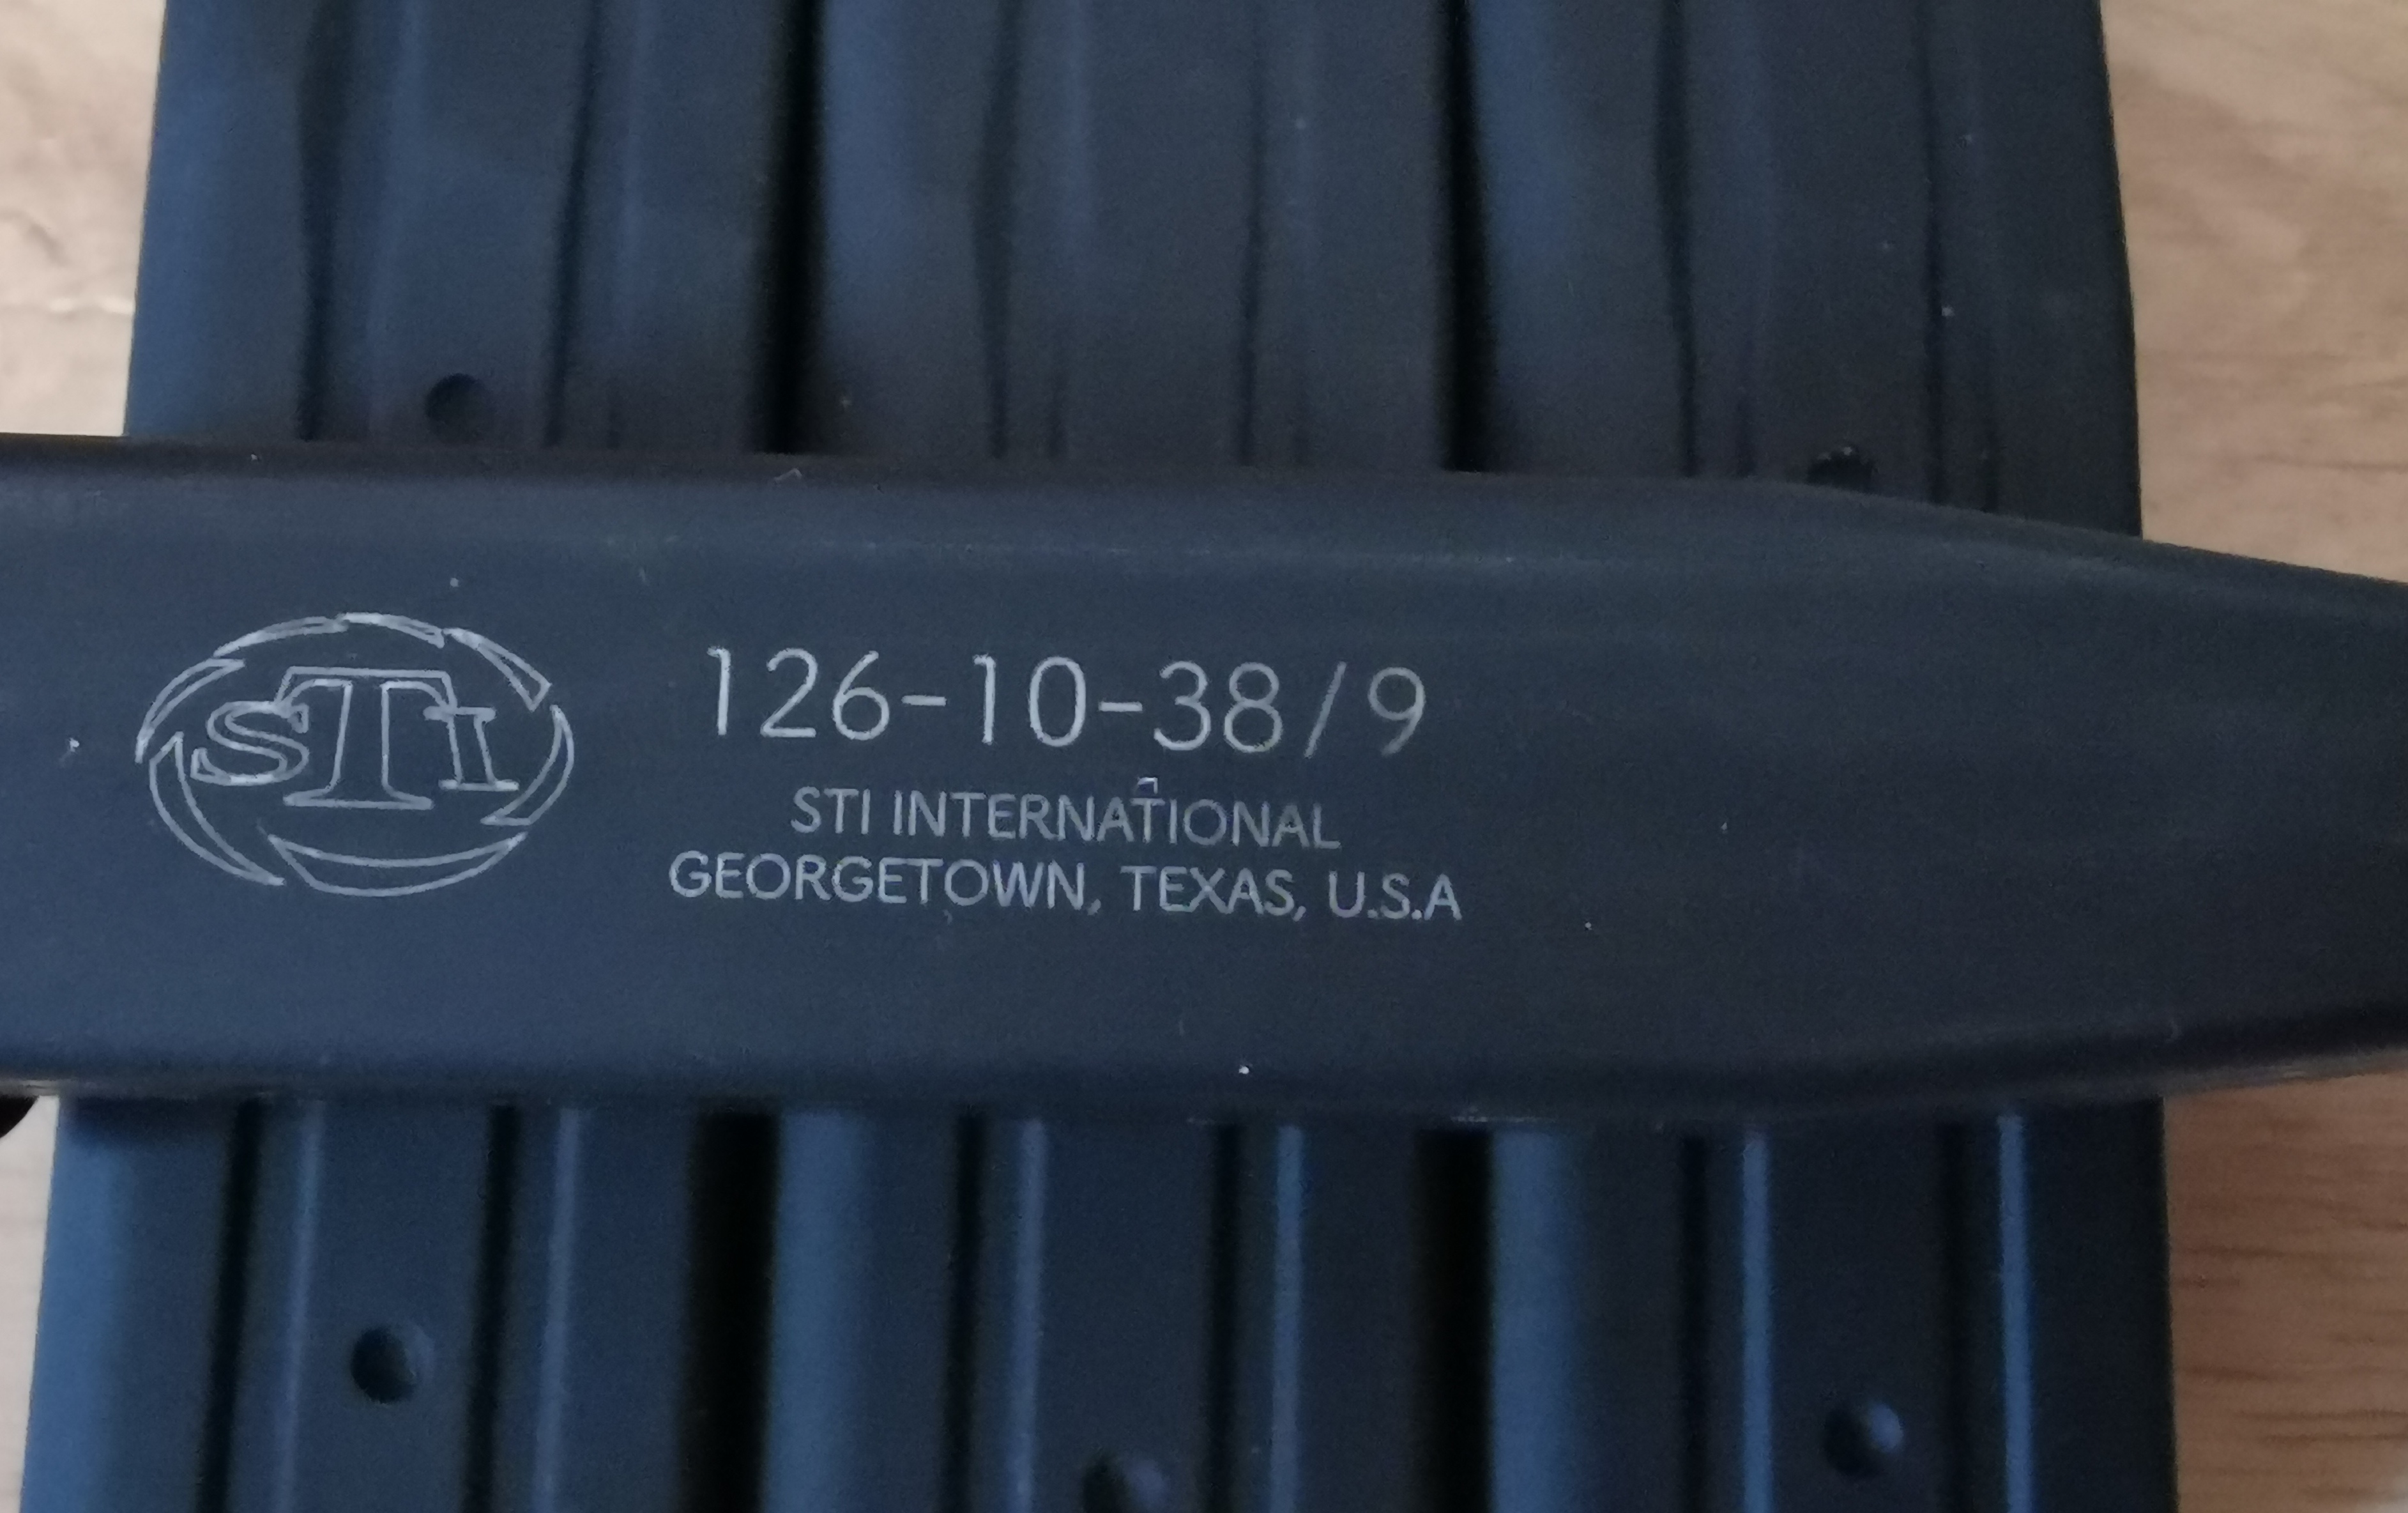 STI
126-10-38/9
STI INTERNATIONAL
GEORGETOWN, TEXAS, U.S.A